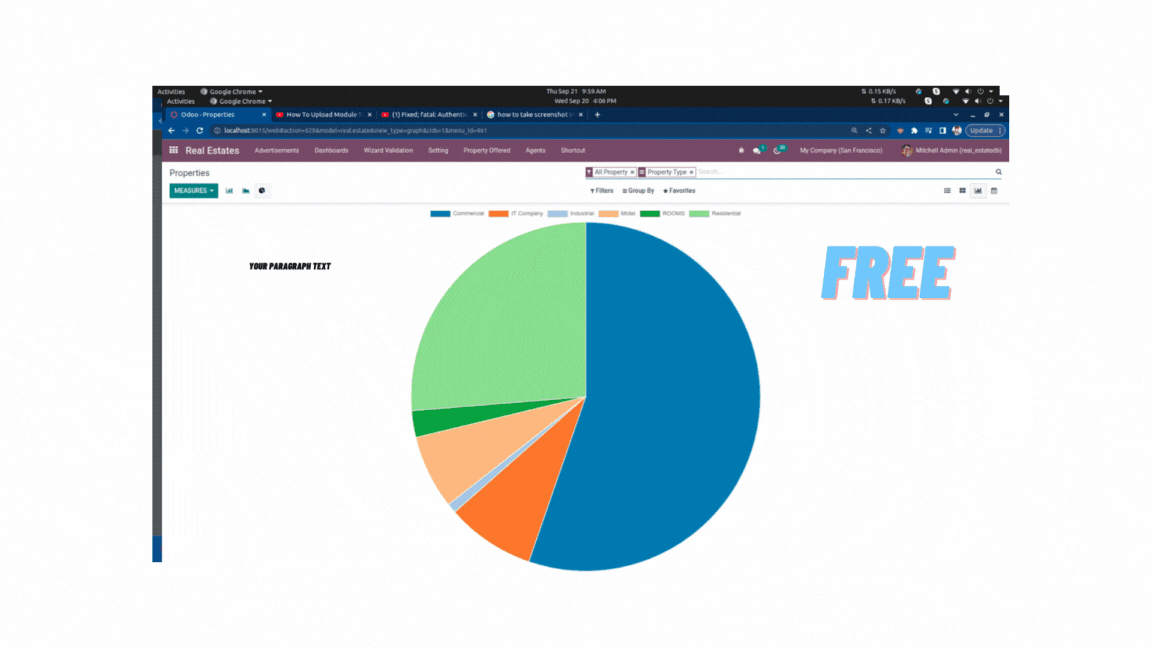 Activities Google Chrome Thu Sep 21 9:59 AM 0.15 KB/s
Activities Google Chrome Wed Sep 20 4:06 PM 0.17 KB/s
Odoo - Properties How To Upload Module (1) Fixed; fatal: Authenti how to take screenshot
localhost:8015/web#action=629&model=real.estate&view_type=graph&cids=1&menu_id=461 Update
Real Estates Advertisements Dashboards Wizard Validation Setting Property Offered Agents Shortcut My Company (San Francisco) Mitchell Admin (real_estatedb)
Properties All Property Property Type Search...
MEASURES Filters Group By Favorites
Commercial IT Company Industrial Motel ROOMS Residential
YOUR PARAGRAPH TEXT
FREE